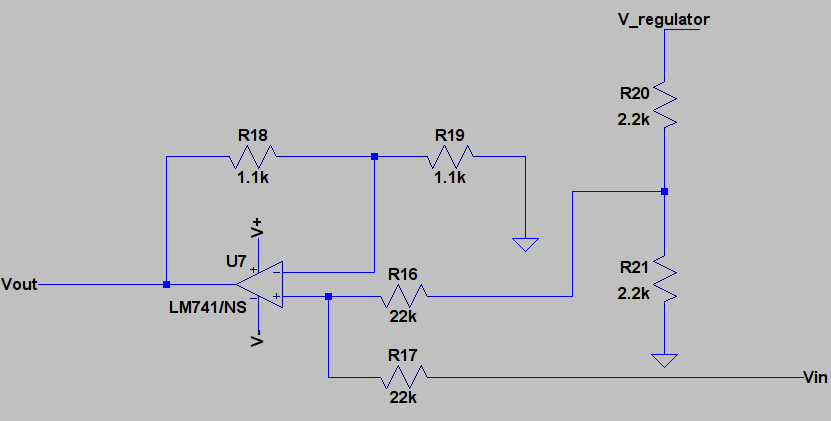 V_regulator
R20
2.2k
R18
1.1k
R19
1.1k
V+
U7
+
−
Vout
R21
2.2k
LM741/NS
−
+
R16
22k
V-
R17
22k
Vin